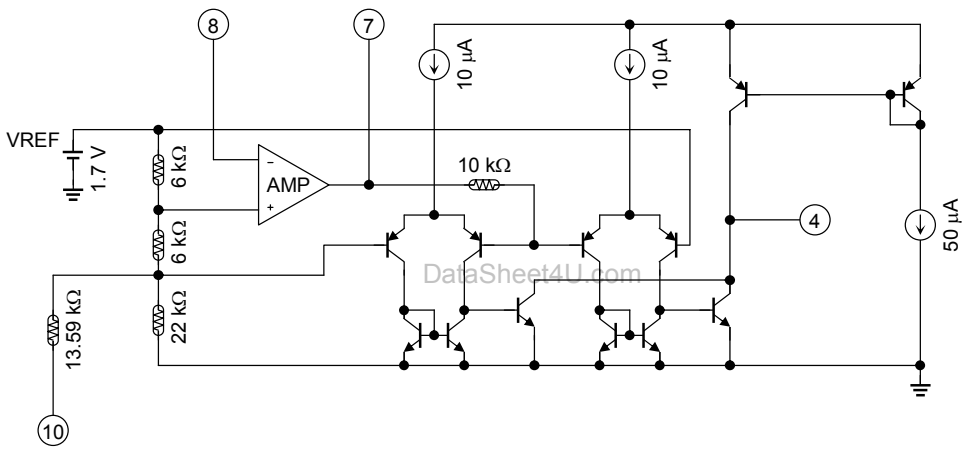 8
7
10 µA
10 µA
VREF
1.7 V
6 kΩ
−
AMP
+
10 kΩ
6 kΩ
4
50 µA
DataSheet4U.com
13.59 kΩ
22 kΩ
10